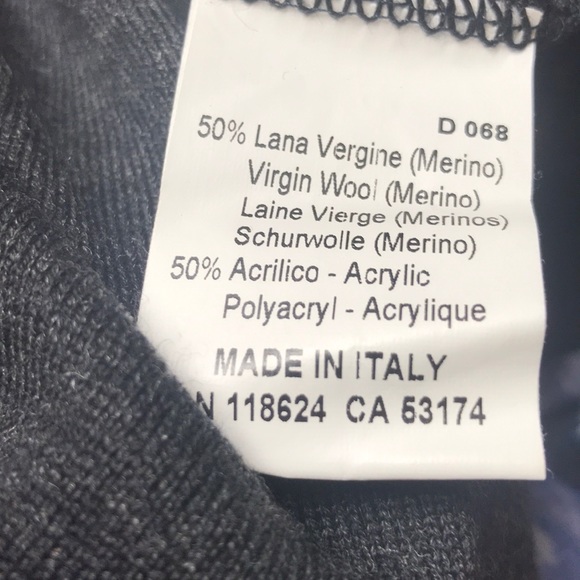 D 068
50% Lana Vergine (Merino)
Virgin Wool (Merino)
Laine Vierge (Merinos)
Schurwolle (Merino)
50% Acrilico - Acrylic
Polyacryl - Acrylique
MADE IN ITALY
N 118624 CA 53174